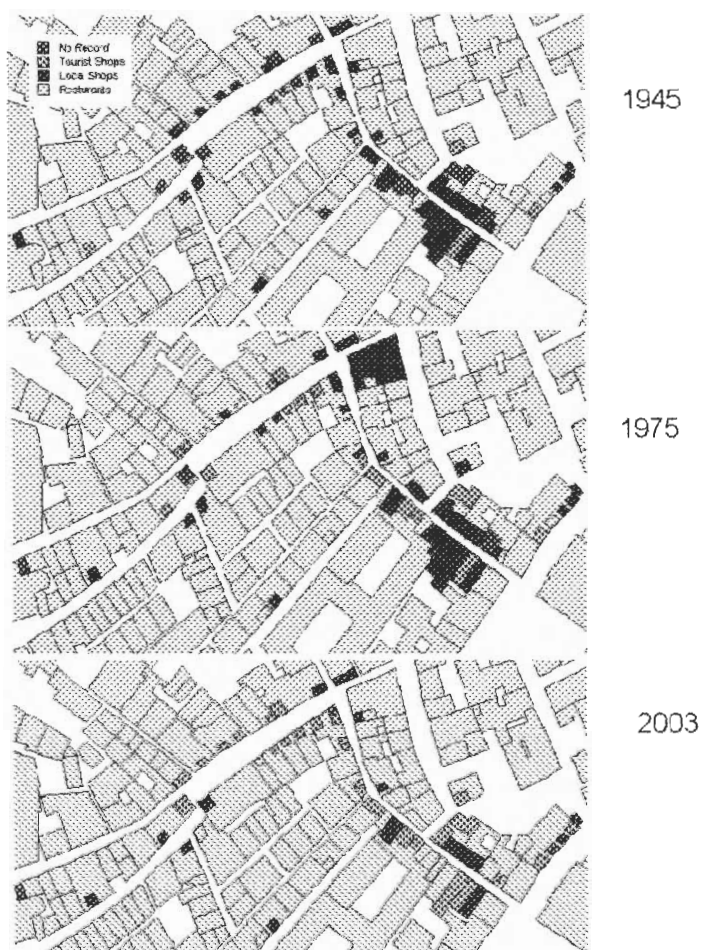 No Record
Tourist Shops
Local Shops
Restaurants
1945
1975
2003